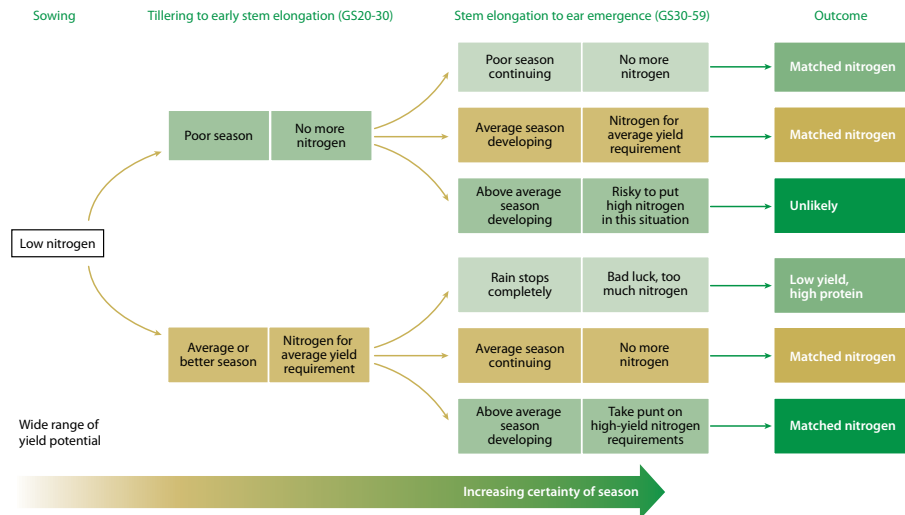 Sowing
Tillering to early stem elongation (GS20-30)
Stem elongation to ear emergence (GS30-59)
Outcome
Poor season
continuing
No more
nitrogen
Matched nitrogen
Poor season
No more
nitrogen
Average season
developing
Nitrogen for
average yield
requirement
Matched nitrogen
Above average
season
developing
Risky to put
high nitrogen
in this situation
Unlikely
Low nitrogen
Rain stops
completely
Bad luck, too
much nitrogen
Low yield,
high protein
Average or
better season
Nitrogen for
average yield
requirement
Average season
continuing
No more
nitrogen
Matched nitrogen
Above average
season
developing
Take punt on
high-yield nitrogen
requirements
Matched nitrogen
Wide range of
yield potential
Increasing certainty of season